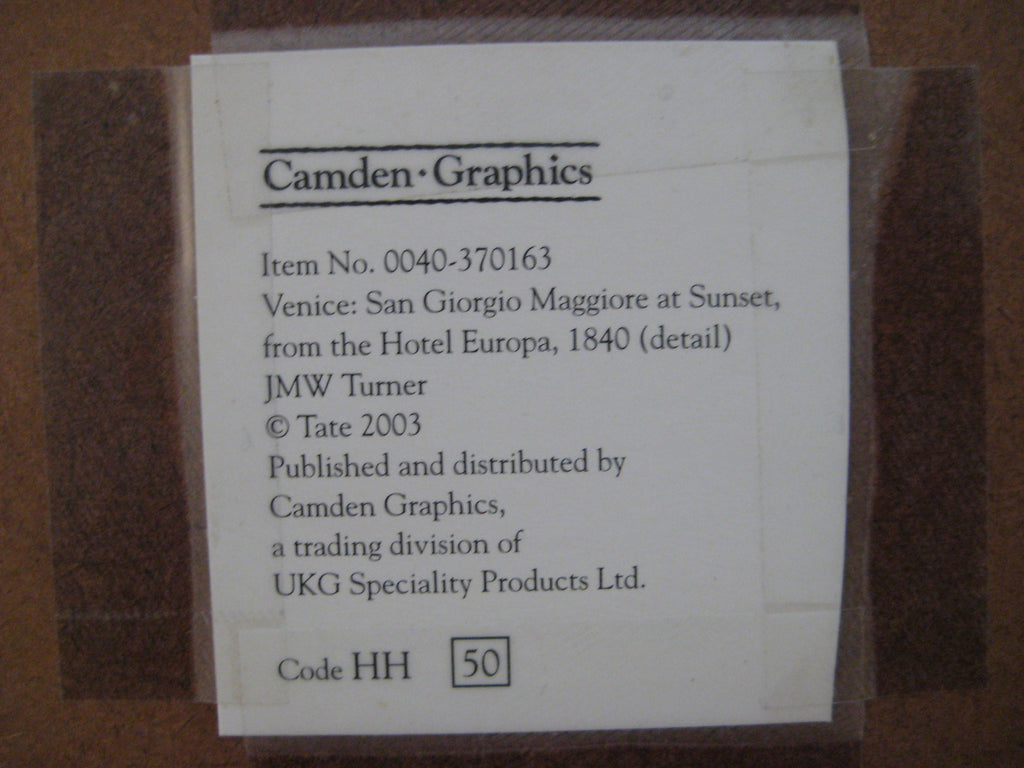 Camden·Graphics
Item No. 0040-370163
Venice: San Giorgio Maggiore at Sunset,
from the Hotel Europa, 1840 (detail)
JMW Turner
© Tate 2003
Published and distributed by
Camden Graphics,
a trading division of
UKG Speciality Products Ltd.
Code HH 50